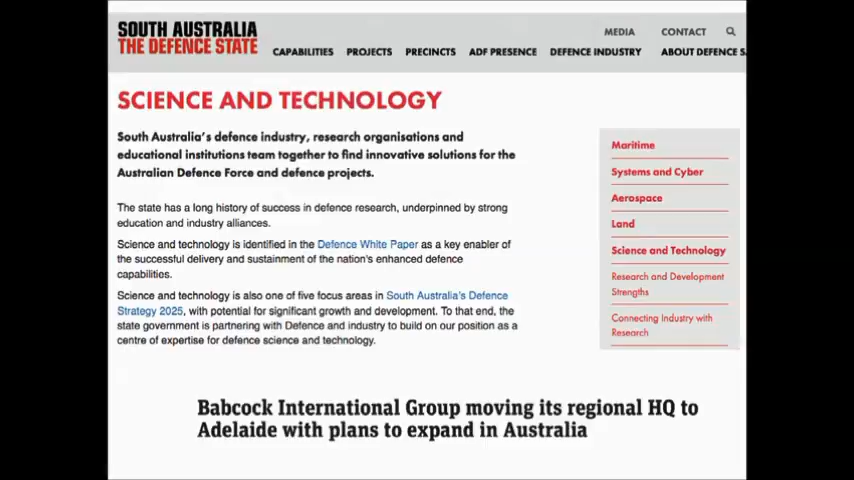 SOUTH AUSTRALIA
THE DEFENCE STATE
MEDIA CONTACT
CAPABILITIES PROJECTS PRECINCTS ADF PRESENCE DEFENCE INDUSTRY ABOUT DEFENCE S
SCIENCE AND TECHNOLOGY
South Australia's defence industry, research organisations and
educational institutions team together to find innovative solutions for the
Australian Defence Force and defence projects.
The state has a long history of success in defence research, underpinned by strong
education and industry alliances.
Science and technology is identified in the Defence White Paper as a key enabler of
the successful delivery and sustainment of the nation's enhanced defence
capabilities.
Science and technology is also one of five focus areas in South Australia's Defence
Strategy 2025, with potential for significant growth and development. To that end, the
state government is partnering with Defence and industry to build on our position as a
centre of expertise for defence science and technology.
Maritime
Systems and Cyber
Aerospace
Land
Science and Technology
Research and Development
Strengths
Connecting Industry with
Research
Babcock International Group moving its regional HQ to
Adelaide with plans to expand in Australia